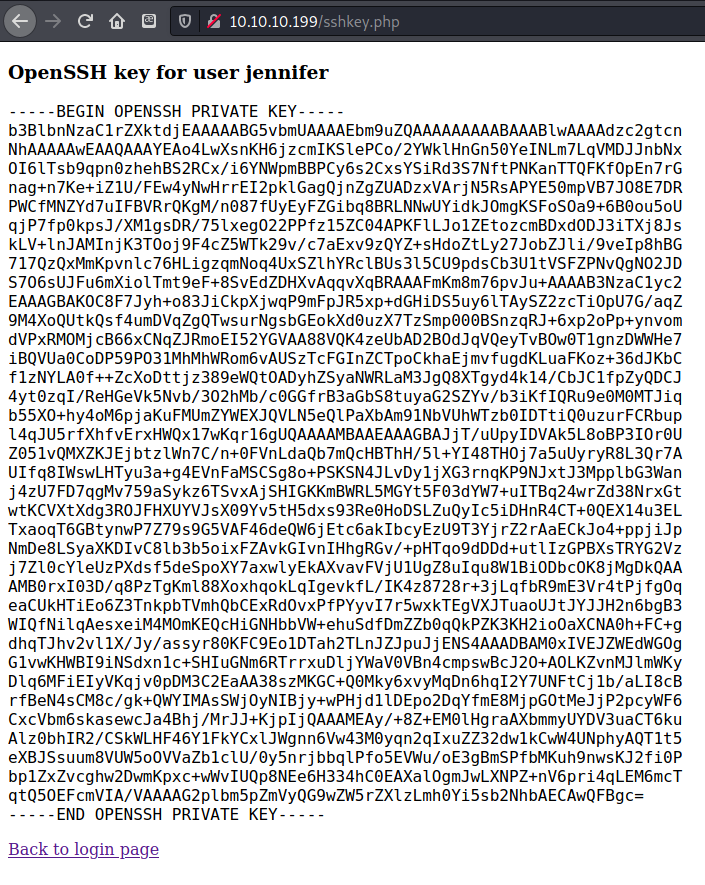 10.10.10.199/sshkey.php
OpenSSH key for user jennifer
-----BEGIN OPENSSH PRIVATE KEY-----
b3BlbnNzaC1rZXktdjEAAAAABG5vbmUAAAAEbm9uZQAAAAAAAAABAAABlwAAAAdzc2gtcn
NhAAAAAwEAAQAAAYEAo4LwXsnKH6jzcmIKSlePCo/2YWklHnGn50YeINLm7LqVMDJJnbNx
OI6lTsb9qpn0zhehBS2RCx/i6YNWpmBBPCy6s2CxsYSiRd3S7NftPNKanTTQFKfOpEn7rG
nag+n7Ke+iZ1U/FEw4yNwHrrEI2pklGagQjnZgZUADzxVArjN5RsAPYE50mpVB7JO8E7DR
PWCfMNZYd7uIFBVRrQKgM/n087fUyEyFZGibq8BRLNNwUYidkJOmgKSFoSOa9+6B0ou5oU
qjP7fp0kpsJ/XM1gsDR/75lxegO22PPfz15ZC04APKFlLJo1ZEtozcmBDxdODJ3iTXj8Js
kLV+lnJAMInjK3TOoj9F4cZ5WTk29v/c7aExv9zQYZ+sHdoZtLy27JobZJli/9veIp8hBG
717QzQxMmKpvnlc76HLigzqmNoq4UxSZlhYRclBUs3l5CU9pdsCb3U1tVSFZPNvQgNO2JD
S7O6sUJFu6mXiolTmt9eF+8SvEdZDHXvAqqvXqBRAAAFmKm8m76pvJu+AAAAB3NzaC1yc2
EAAAGBAKOC8F7Jyh+o83JiCkpXjwqP9mFpJR5xp+dGHiDS5uy6lTAySZ2zcTiOpU7G/aqZ
9M4XoQUtkQsf4umDVqZgQTwsurNgsbGEokXd0uzX7TzSmp000BSnzqRJ+6xp2oPp+ynvom
dVPxRMOMjcB66xCNqZJRmoEI52YGVAA88VQK4zeUbAD2BOdJqVQeyTvBOw0T1gnzDWWHe7
iBQVUa0CoDP59PO31MhMhWRom6vAUSzTcFGInZCTpoCkhaEjmvfugdKLuaFKoz+36dJKbC
f1zNYLA0f++ZcXoDttjz389eWQtOADyhZSyaNWRLaM3JgQ8XTgyd4k14/CbJC1fpZyQDCJ
4yt0zqI/ReHGeVk5Nvb/3O2hMb/c0GGfrB3aGbS8tuyaG2SZYv/b3iKfIQRu9e0M0MTJiq
b55XO+hy4oM6pjaKuFMUmZYWEXJQVLN5eQlPaXbAm91NbVUhWTzb0IDTtiQ0uzurFCRbup
l4qJU5rfXhfvErxHWQx17wKqr16gUQAAAAMBAAEAAAGBAJjT/uUpyIDVAk5L8oBP3IOr0U
Z051vQMXZKJEjbtzlWn7C/n+0FVnLdaQb7mQcHBThH/5l+YI48THOj7a5uUyryR8L3Qr7A
UIfq8IWswLHTyu3a+g4EVnFaMSCSg8o+PSKSN4JLvDy1jXG3rnqKP9NJxtJ3MpplbG3Wan
j4zU7FD7qgMv759aSykz6TSvxAjSHIGKKmBWRL5MGYt5F03dYW7+uITBq24wrZd38NrxGt
wtKCVXtXdg3ROJFHXUYVJsX09Yv5tH5dxs93Re0HoDSLZuQyIc5iDHnR4CT+0QEX14u3EL
TxaoqT6GBtynwP7Z79s9G5VAF46deQW6jEtc6akIbcyEzU9T3YjrZ2rAaECkJo4+ppjiJp
NmDe8LSyaXKDIvC8lb3b5oixFZAvkGIvnIHhgRGv/+pHTqo9dDDd+utlIzGPBXsTRYG2Vz
j7Zl0cYleUzPXdsf5deSpoXY7axwlyEkAXvavFVjU1UgZ8uIqu8W1BiODbcOK8jMgDkQAA
AMB0rxI03D/q8PzTgKml88XoxhqokLqIgevkfL/IK4z8728r+3jLqfbR9mE3Vr4tPjfgOq
eaCUkHTiEo6Z3TnkpbTVmhQbCExRdOvxPfPYyvI7r5wxkTEgVXJTuaoUJtJYJJH2n6bgB3
WIQfNilqAesxeiM4MOmKEQcHiGNHbbVW+ehuSdfDmZZb0qQkPZK3KH2ioOaXCNA0h+FC+g
dhqTJhv2vl1X/Jy/assyr80KFC9Eo1DTah2TLnJZJpuJjENS4AAADBAM0xIVEJZWEdWGOg
G1vwKHWBI9iNSdxn1c+SHIuGNm6RTrrxuDljYWaV0VBn4cmpswBcJ2O+AOLKZvnMJlmWKy
Dlq6MFiEIyVKqjv0pDM3C2EaAA38szMKGC+Q0Mky6xvyMqDn6hqI2Y7UNFtCj1b/aLI8cB
rfBeN4sCM8c/gk+QWYIMAsSWjOyNIBjy+wPHjd1lDEpo2DqYfmE8MjpGOtMeJjP2pcyWF6
CxcVbm6skasewcJa4Bhj/MrJJ+KjpIjQAAAMEAy/+8Z+EM0lHgraAXbmmyUYDV3uaCT6ku
Alz0bhIR2/CSkWLHF46Y1FkYCxlJWgnn6Vw43M0yqn2qIxuZZ32dw1kCwW4UNphyAQT1t5
eXBJSsuum8VUW5oOVVaZb1clU/0y5nrjbbqlPfo5EVWu/oE3gBmSPfbMKuh9nwsKJ2fi0P
bp1ZxZvcghw2DwmKpxc+wWvIUQp8NEe6H334hC0EAXalOgmJwLXNPZ+nV6pri4qLEM6mcT
qtQ5OEFcmVIA/VAAAAG2plbm5pZmVyQG9wZW5rZXlzLmh0Yi5sb2NhbAECAwQFBgc=
-----END OPENSSH PRIVATE KEY-----
Back to login page